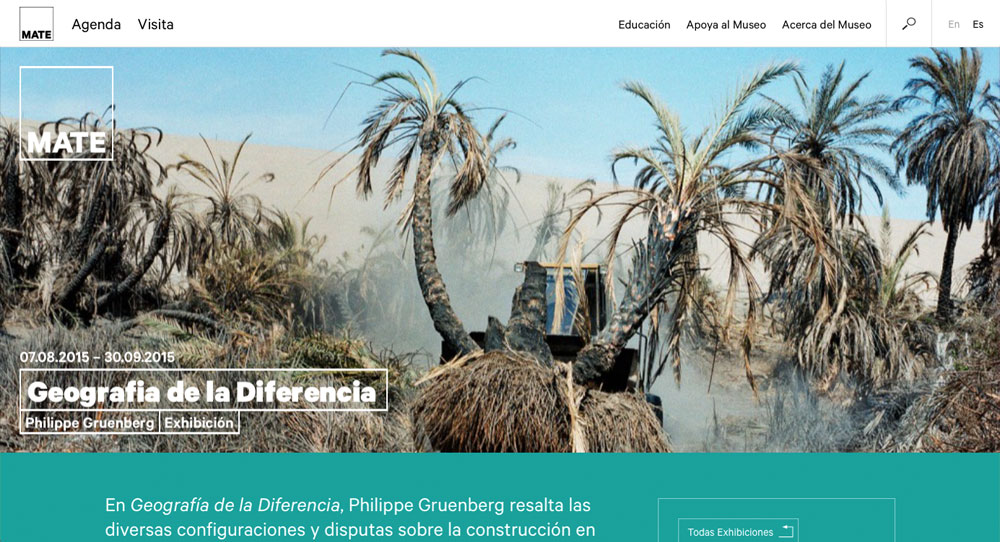 MATE
Agenda Visita
Educación Apoya al Museo Acerca del Museo En Es
MATE
07.08.2015 – 30.09.2015
Geografia de la Diferencia
Philippe Gruenberg Exhibición
En Geografía de la Diferencia, Philippe Gruenberg resalta las
diversas configuraciones y disputas sobre la construcción en
Todas Exhibiciones